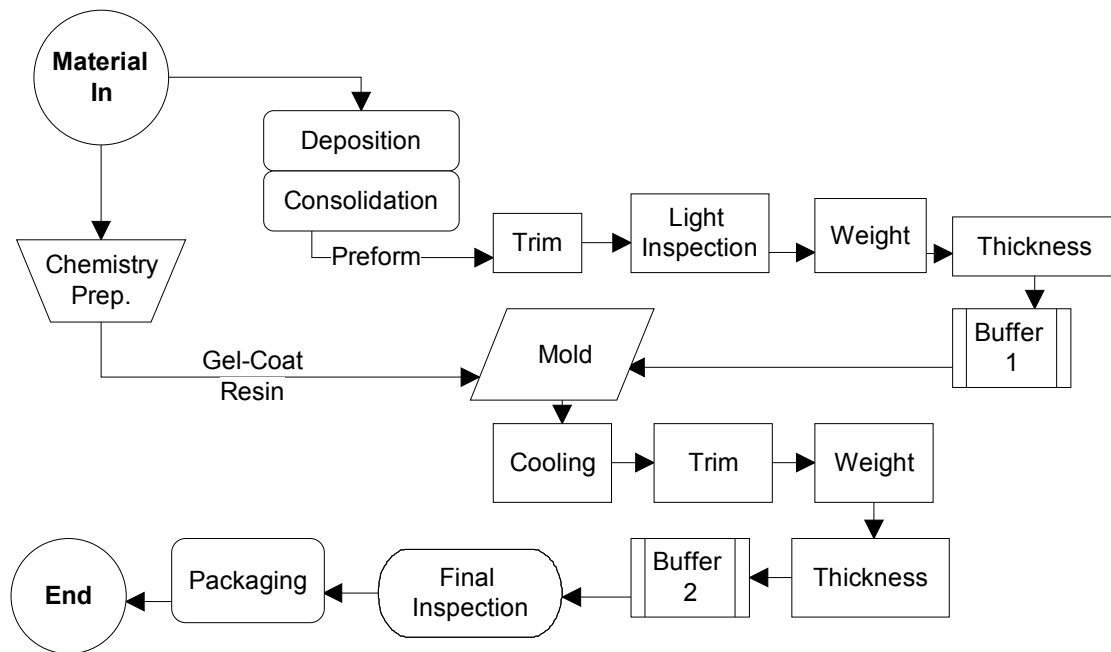 Material
In
Deposition
Consolidation
Preform
Trim
Light
Inspection
Weight
Thickness
Chemistry
Prep.
Gel-Coat
Resin
Mold
Buffer
1
Cooling
Trim
Weight
Thickness
Buffer
2
Final
Inspection
Packaging
End